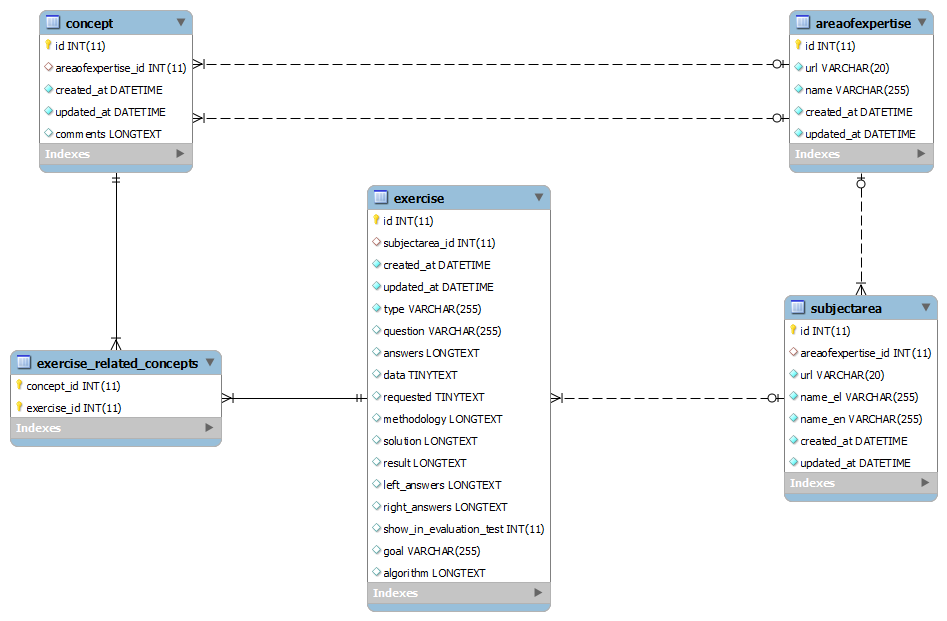 concept
id INT(11)
areaofexpertise_id INT(11)
created_at DATETIME
updated_at DATETIME
comments LONGTEXT
Indexes
areaofexpertise
id INT(11)
url VARCHAR(20)
name VARCHAR(255)
created_at DATETIME
updated_at DATETIME
Indexes
exercise
id INT(11)
subjectarea_id INT(11)
created_at DATETIME
updated_at DATETIME
type VARCHAR(255)
question VARCHAR(255)
answers LONGTEXT
data TINYTEXT
requested TINYTEXT
methodology LONGTEXT
solution LONGTEXT
result LONGTEXT
left_answers LONGTEXT
right_answers LONGTEXT
show_in_evaluation_test INT(11)
goal VARCHAR(255)
algorithm LONGTEXT
Indexes
subjectarea
id INT(11)
areaofexpertise_id INT(11)
url VARCHAR(20)
name_el VARCHAR(255)
name_en VARCHAR(255)
created_at DATETIME
updated_at DATETIME
Indexes
exercise_related_concepts
concept_id INT(11)
exercise_id INT(11)
Indexes